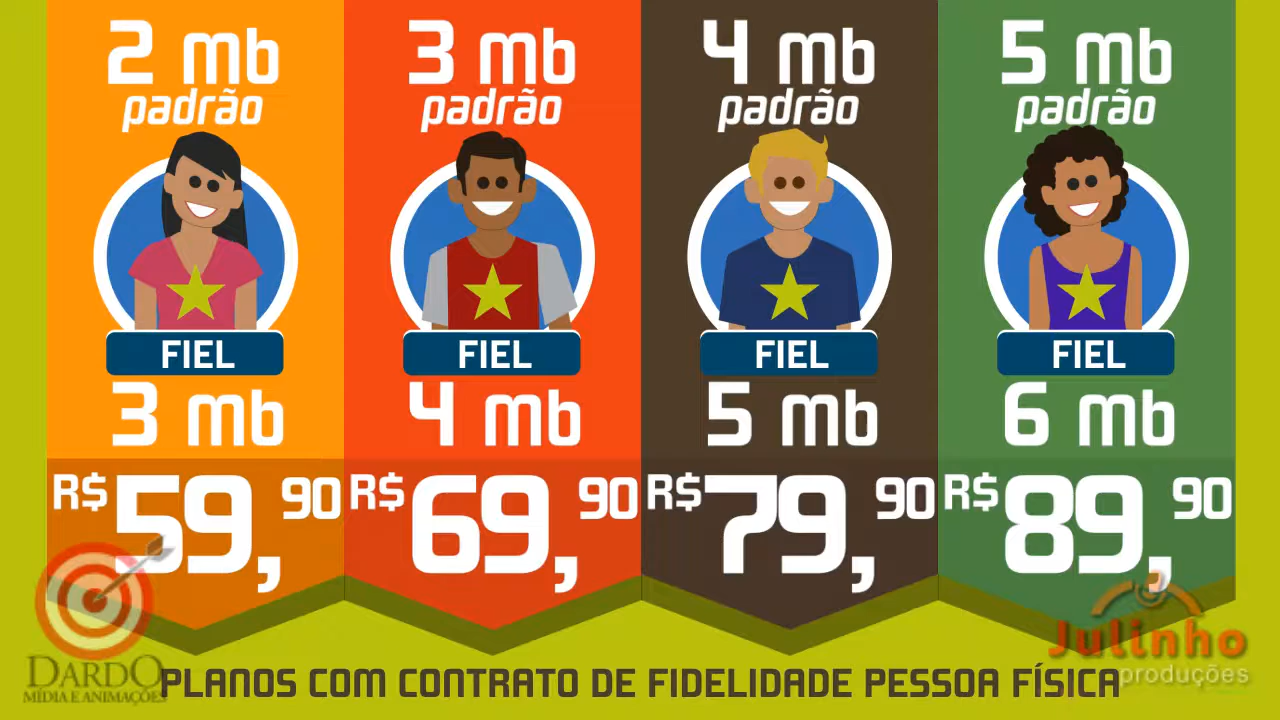 2 mb
padrão
FIEL
3 mb
R$59,90
3 mb
padrão
FIEL
4 mb
R$69,90
4 mb
padrão
FIEL
5 mb
R$79,90
5 mb
padrão
FIEL
6 mb
R$89,90
PLANOS COM CONTRATO DE FIDELIDADE PESSOA FÍSICA
DARDO
MÍDIA E ANIMAÇÕES
Julinho
produções